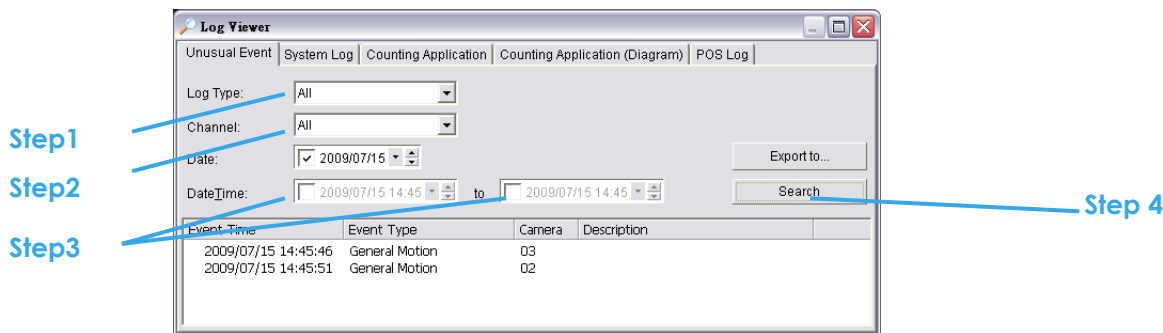 Log Viewer
Unusual Event System Log Counting Application Counting Application (Diagram) POS Log
Log Type: All
Step1
Channel: All
Date: 2009/07/15 Export to...
Step2
DateTime: 2009/07/15 14:45 to 2009/07/15 14:45 Search
Step 4
Step3
Event Time Event Type Camera Description
2009/07/15 14:45:46 General Motion 03
2009/07/15 14:45:51 General Motion 02